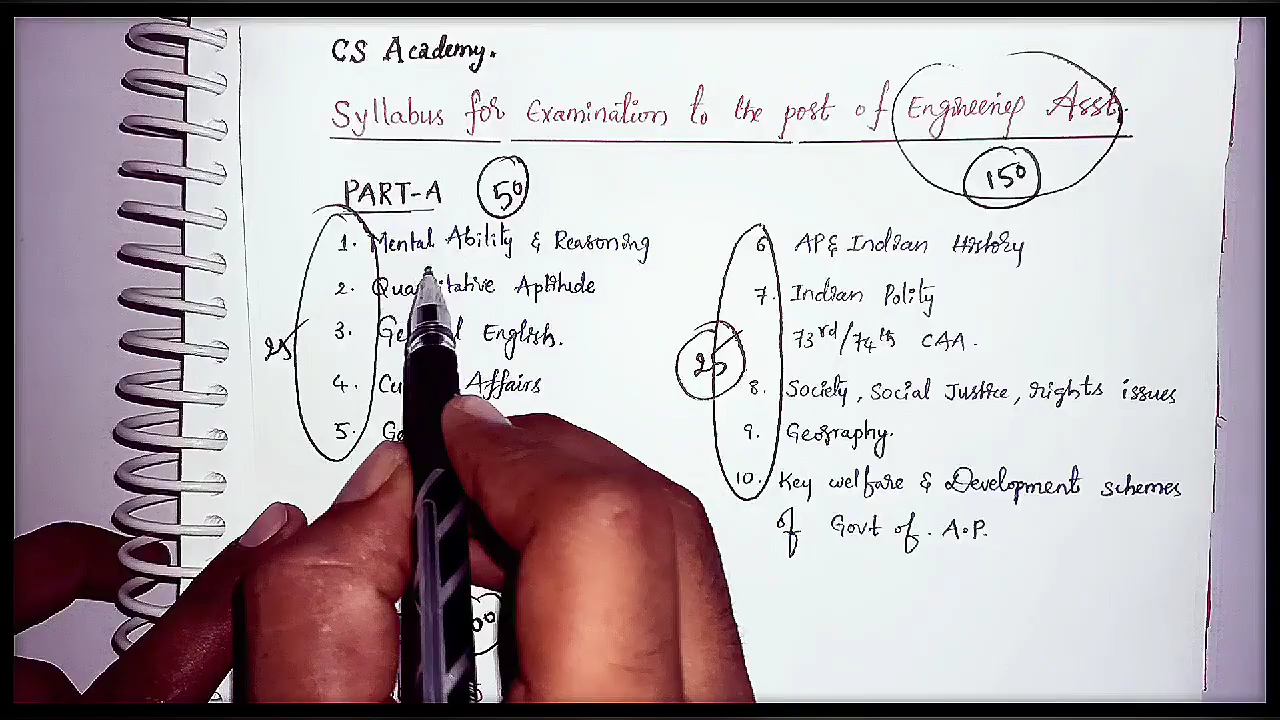 CS Academy.
Syllabus for Examination to the post of Engineering Asst.
150
PART-A 50
1. Mental Ability & Reasoning
2. Quantitative Aptitude
3. English.
4. Affairs
5.
25
6 AP& Indian History
7. Indian Polity
73rd/74th CAA.
25
8. Society, Social Justice, rights issues
9. Geography.
10. Key welfare & Development schemes
of Govt of. A.P.